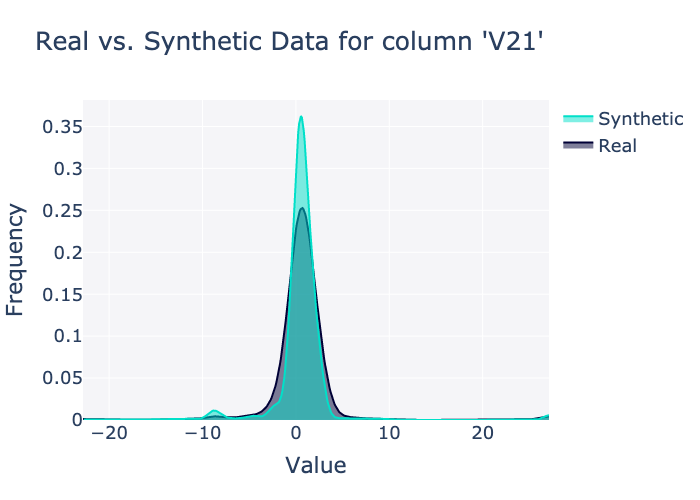 Real vs. Synthetic Data for column 'V21'
Synthetic
Real
0.35
0.3
0.25
0.2
0.15
0.1
0.05
0
Frequency
−20
−10
0
10
20
Value